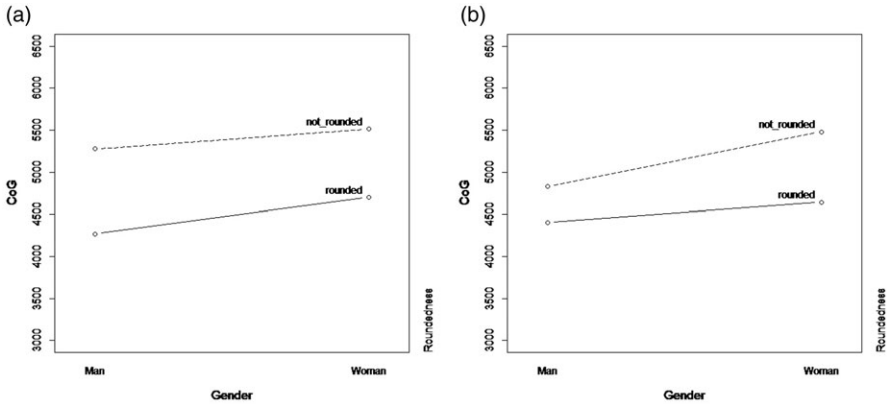 (a)
6500
6000
5500
5000
4500
4000
3500
3000
CoG
not_rounded
rounded
Man
Woman
Gender
Roundedness
(b)
6500
6000
5500
5000
4500
4000
3500
3000
CoG
not_rounded
rounded
Man
Woman
Gender
Roundedness